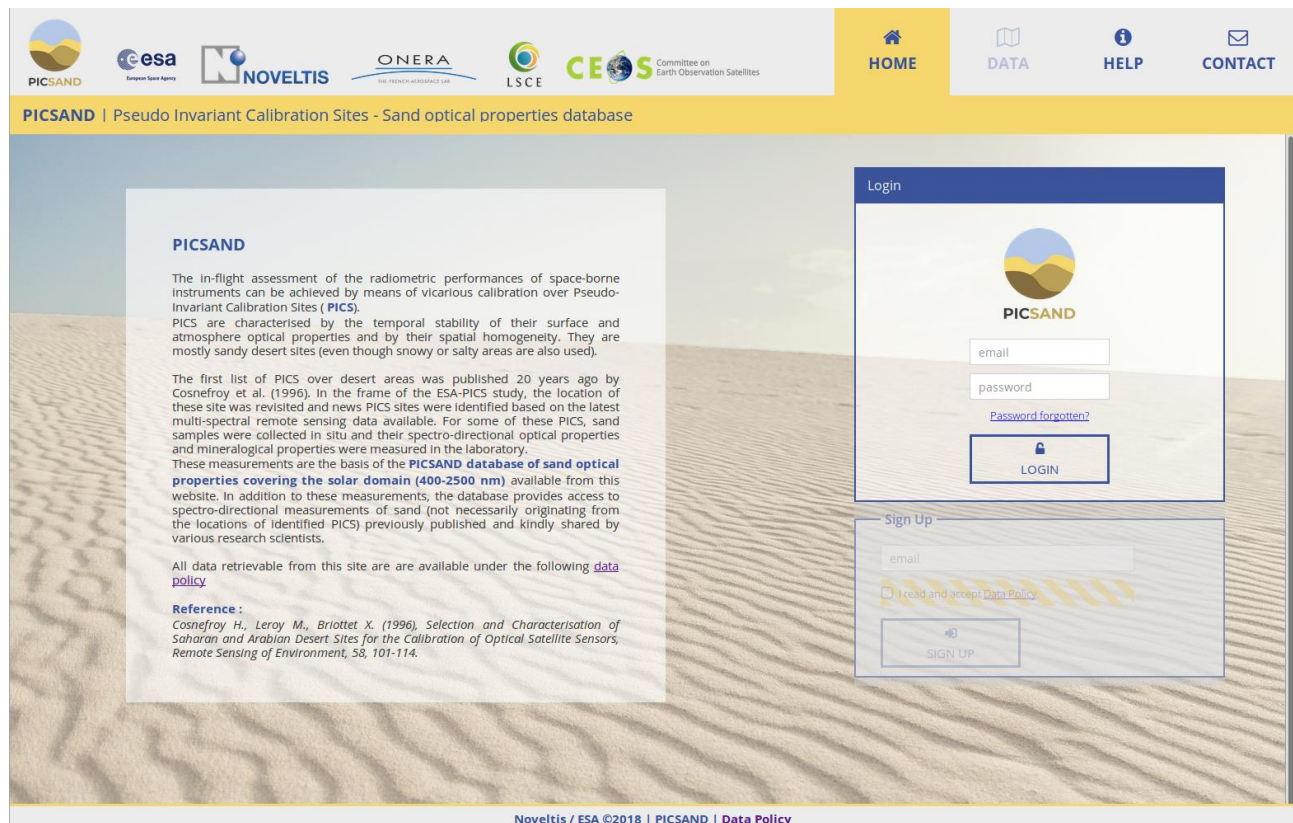 PICSAND
esa
European Space Agency
NOVELTIS
ONERA
THE FRENCH AEROSPACE LAB
LSCE
CEOS
Committee on
Earth Observation Satellites
HOME
DATA
HELP
CONTACT
PICSAND | Pseudo Invariant Calibration Sites - Sand optical properties database
PICSAND
The in-flight assessment of the radiometric performances of space-borne
instruments can be achieved by means of vicarious calibration over Pseudo-
Invariant Calibration Sites ( PICS).
PICS are characterised by the temporal stability of their surface and
atmosphere optical properties and by their spatial homogeneity. They are
mostly sandy desert sites (even though snowy or salty areas are also used).
The first list of PICS over desert areas was published 20 years ago by
Cosnefroy et al. (1996). In the frame of the ESA-PICS study, the location of
these site was revisited and news PICS sites were identified based on the latest
multi-spectral remote sensing data available. For some of these PICS, sand
samples were collected in situ and their spectro-directional optical properties
and mineralogical properties were measured in the laboratory.
These measurements are the basis of the PICSAND database of sand optical
properties covering the solar domain (400-2500 nm) available from this
website. In addition to these measurements, the database provides access to
spectro-directional measurements of sand (not necessarily originating from
the locations of identified PICS) previously published and kindly shared by
various research scientists.
All data retrievable from this site are are available under the following data
policy
Reference :
Cosnefroy H., Leroy M., Briottet X. (1996), Selection and Characterisation of
Saharan and Arabian Desert Sites for the Calibration of Optical Satellite Sensors,
Remote Sensing of Environment, 58, 101-114.
Login
PICSAND
email
password
Password forgotten?
LOGIN
Sign Up
email
I read and accept Data Policy.
SIGN UP
Noveltis / ESA ©2018 | PICSAND | Data Policy